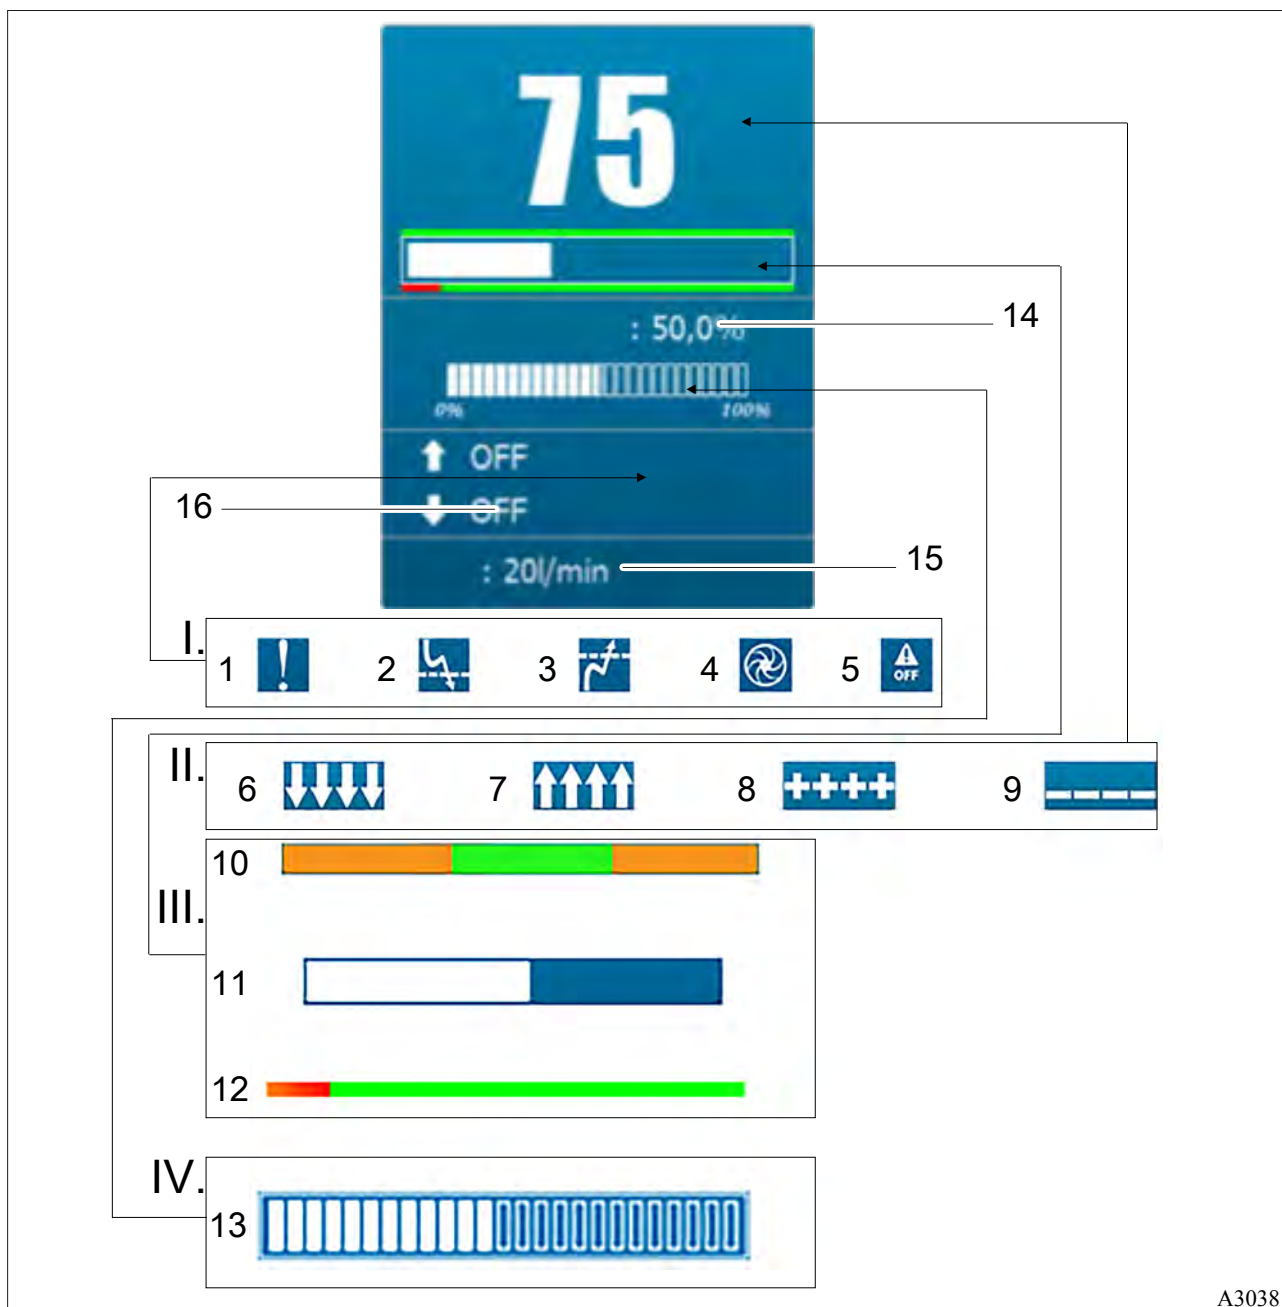 75
: 50,0%
14
0% 100%
OFF
16 OFF
15
: 20l/min
I.
1 ! 2 3 4 5 OFF
II.
6 7 8 ++++ 9
10
III.
11
12
IV.
13
A3038